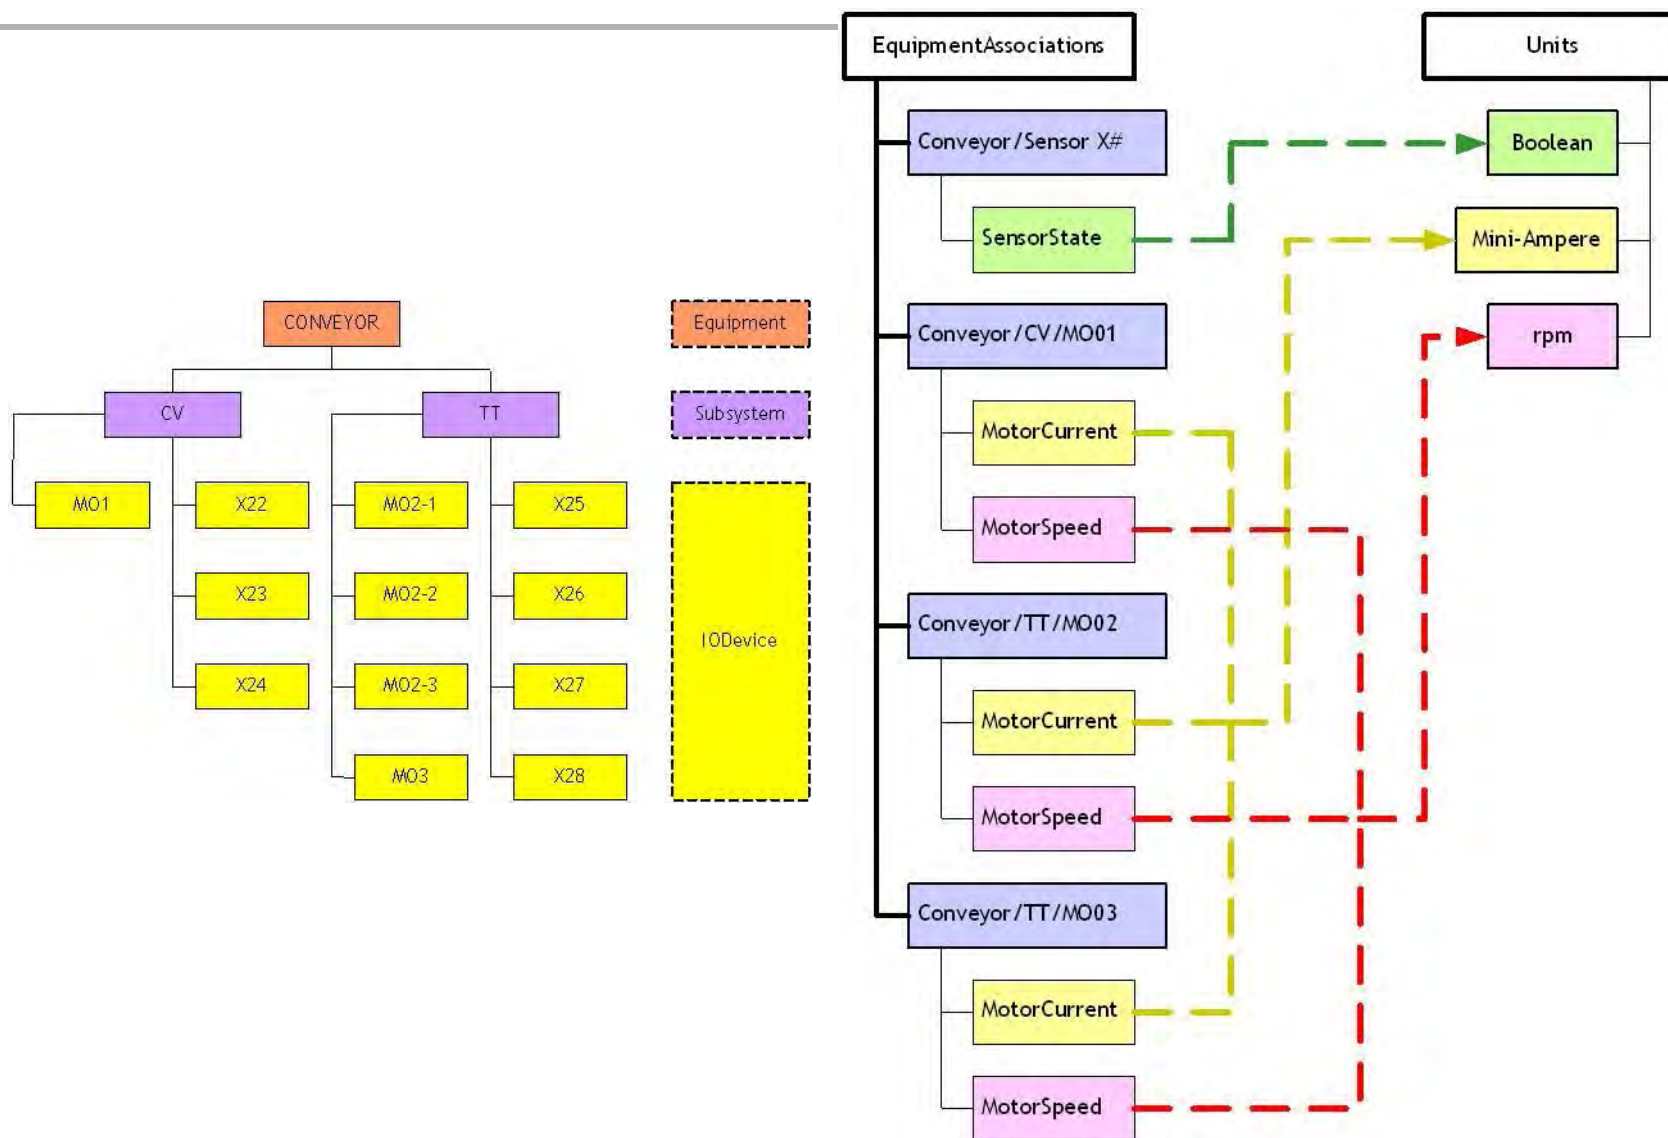 CONVEYOR
CV
TT
MO1
X22
MO2-1
X25
X23
MO2-2
X26
X24
MO2-3
X27
MO3
X28
Equipment
Subsystem
IODevice
EquipmentAssociations
Conveyor/Sensor X#
SensorState
Conveyor/CV/MO01
MotorCurrent
MotorSpeed
Conveyor/TT/MO02
MotorCurrent
MotorSpeed
Conveyor/TT/MO03
MotorCurrent
MotorSpeed
Units
Boolean
Mini-Ampere
rpm